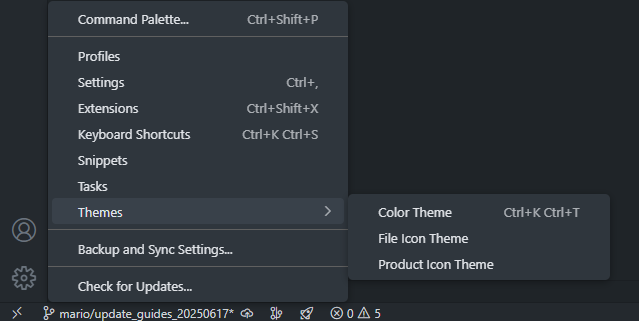 Command Palette... Ctrl+Shift+P
Profiles
Settings Ctrl+,
Extensions Ctrl+Shift+X
Keyboard Shortcuts Ctrl+K Ctrl+S
Snippets
Tasks
Themes
Color Theme Ctrl+K Ctrl+T
File Icon Theme
Product Icon Theme
Backup and Sync Settings...
Check for Updates...
mario/update_guides_20250617* 0 5